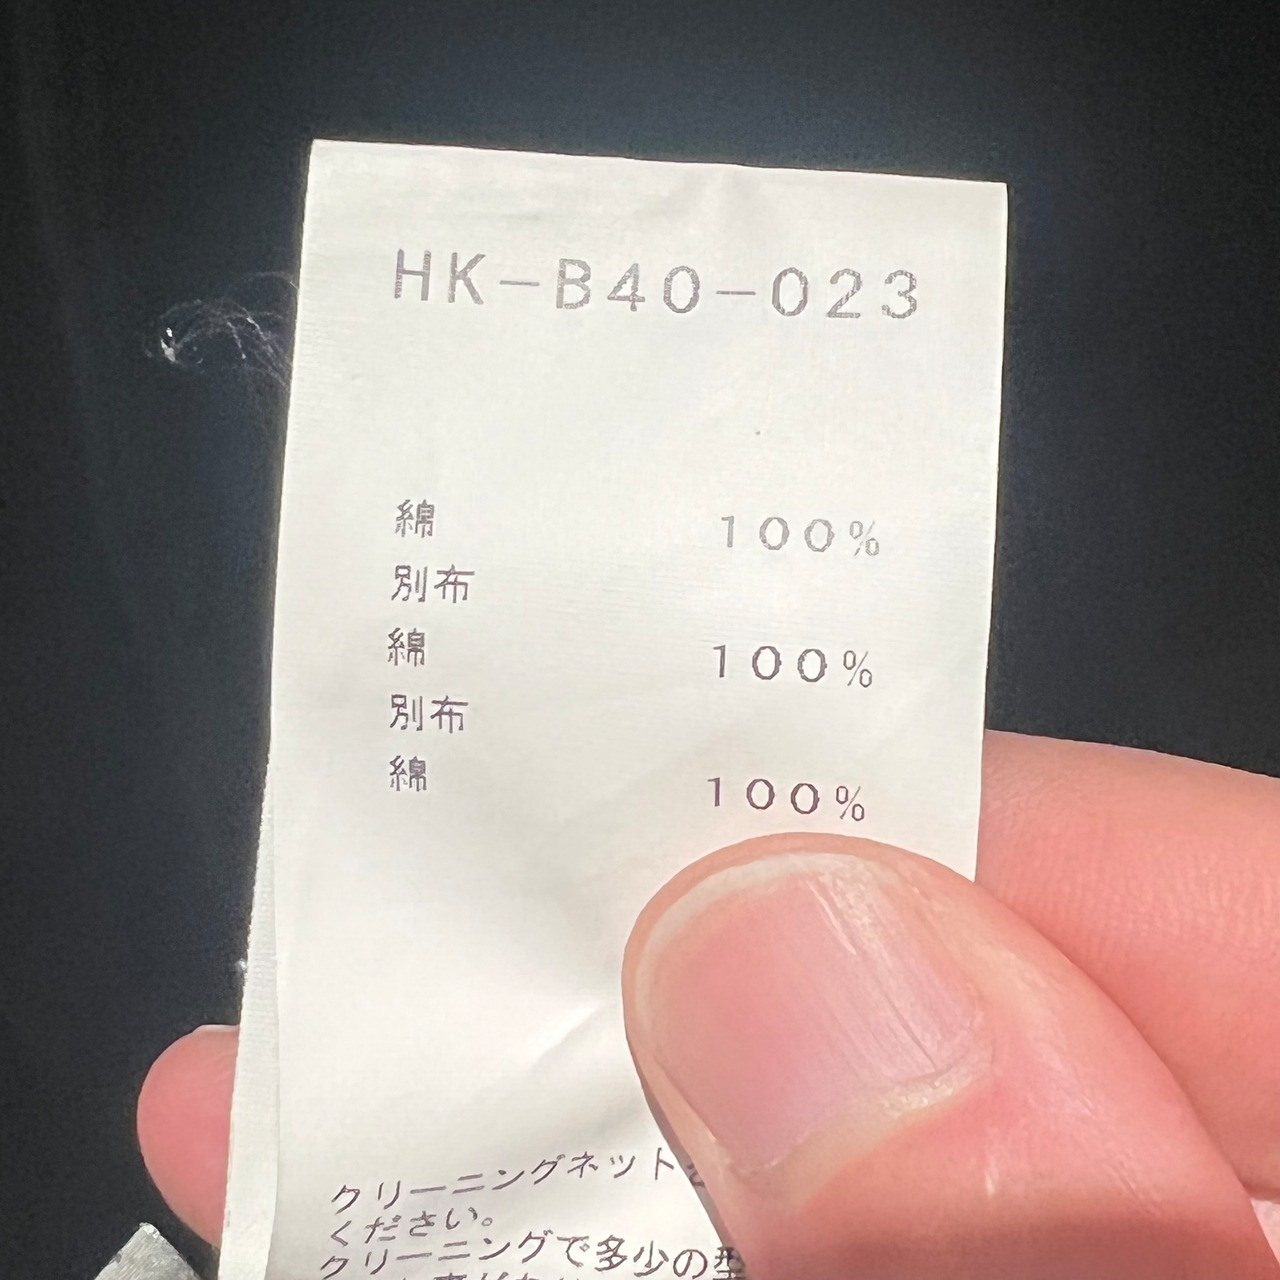 HK-B40-023
綿 100%
別布
綿 100%
別布
綿 100%
クリーニングネット
ください。
クリーニングで多少の型